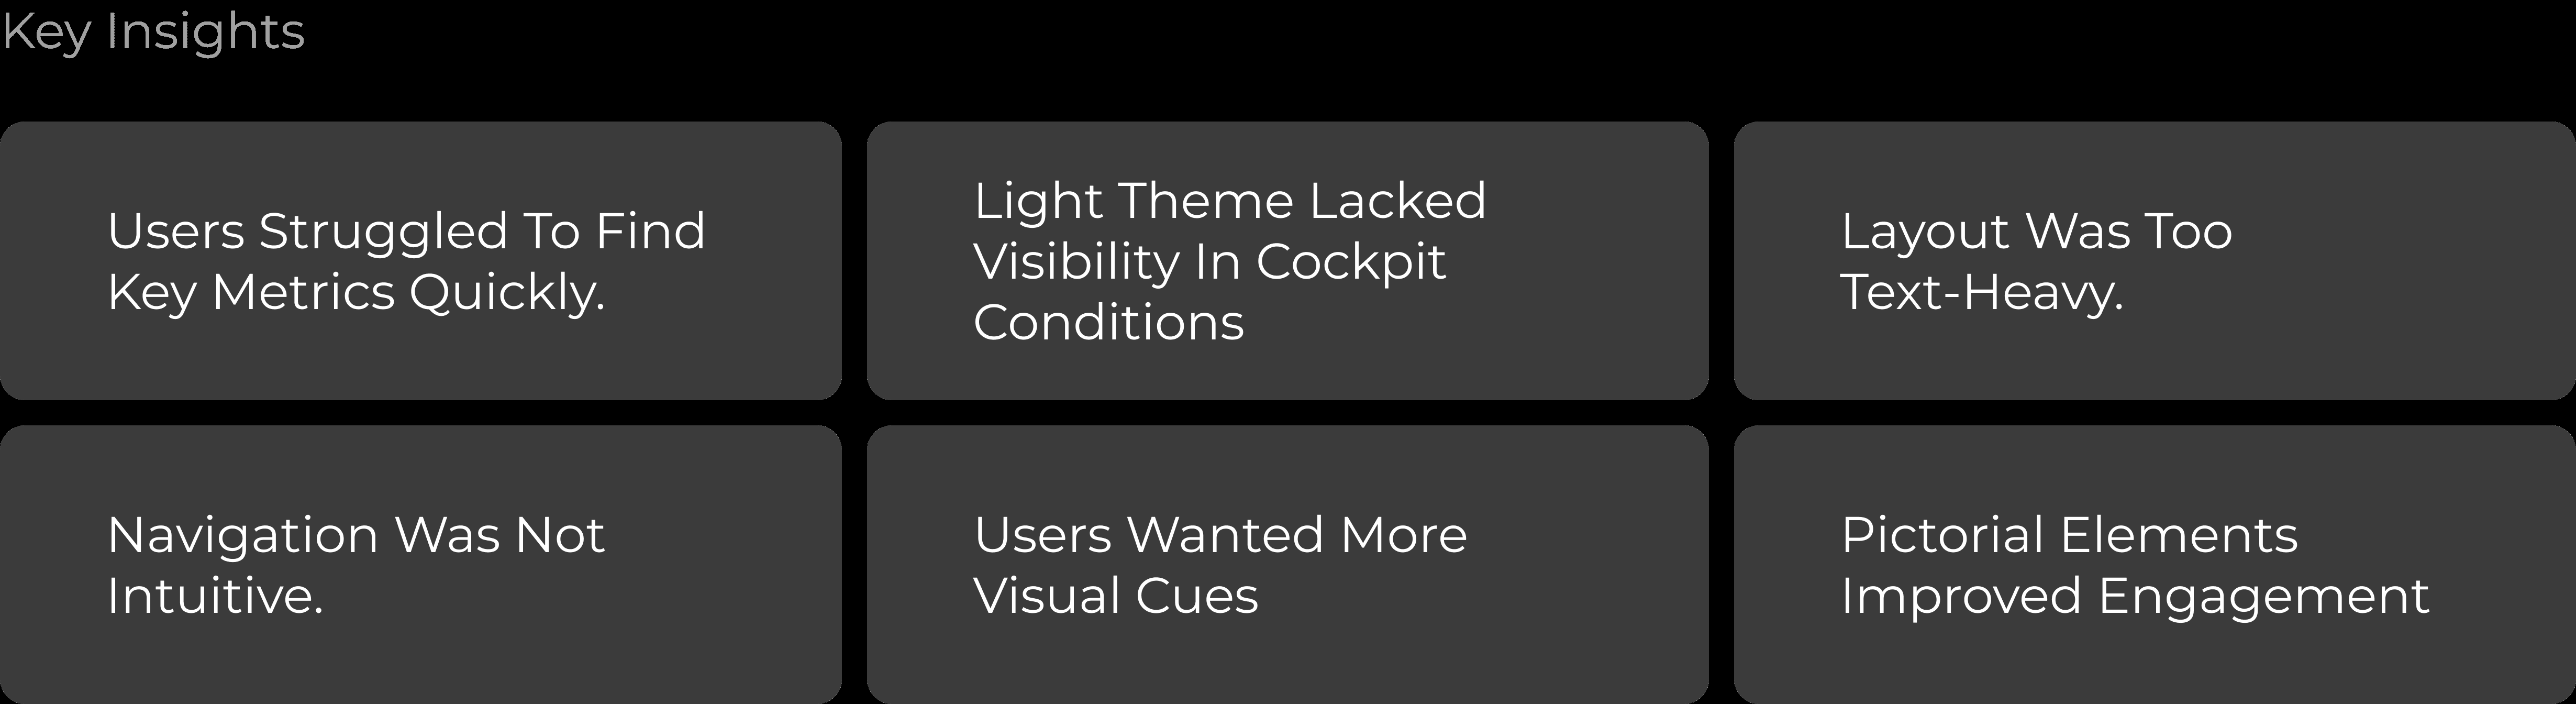 Key Insights
Users Struggled To Find
Key Metrics Quickly.
Light Theme Lacked
Visibility In Cockpit
Conditions
Layout Was Too
Text-Heavy.
Navigation Was Not
Intuitive.
Users Wanted More
Visual Cues
Pictorial Elements
Improved Engagement